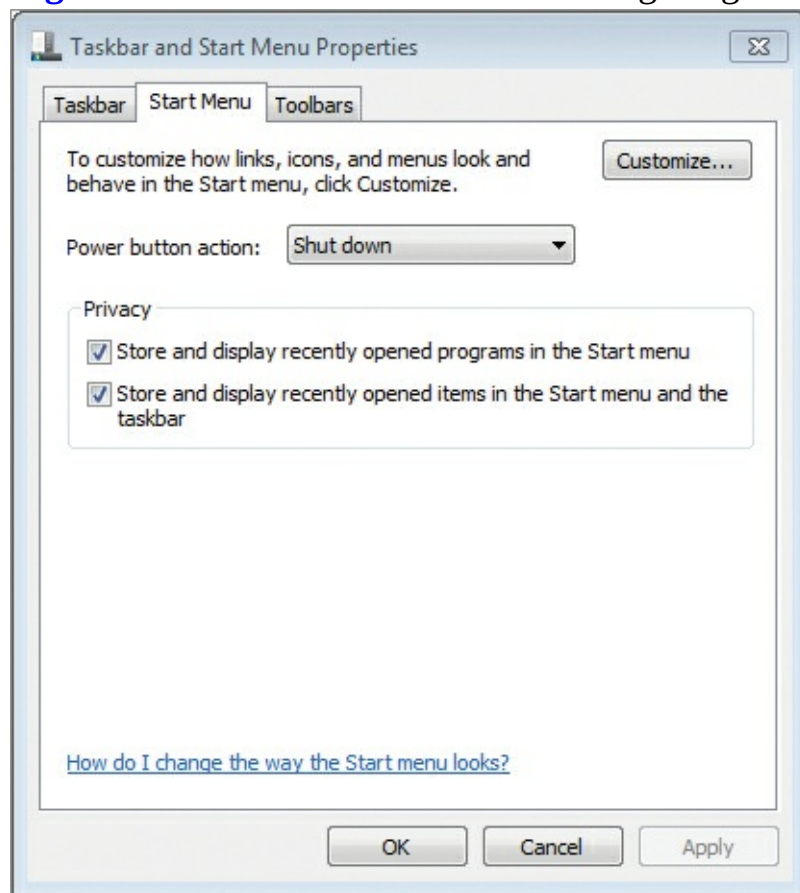 Taskbar and Start Menu Properties
Taskbar Start Menu Toolbars
To customize how links, icons, and menus look and
behave in the Start menu, click Customize.
Customize...
Power button action: Shut down
Privacy
Store and display recently opened programs in the Start menu
Store and display recently opened items in the Start menu and the
taskbar
How do I change the way the Start menu looks?
OK Cancel Apply